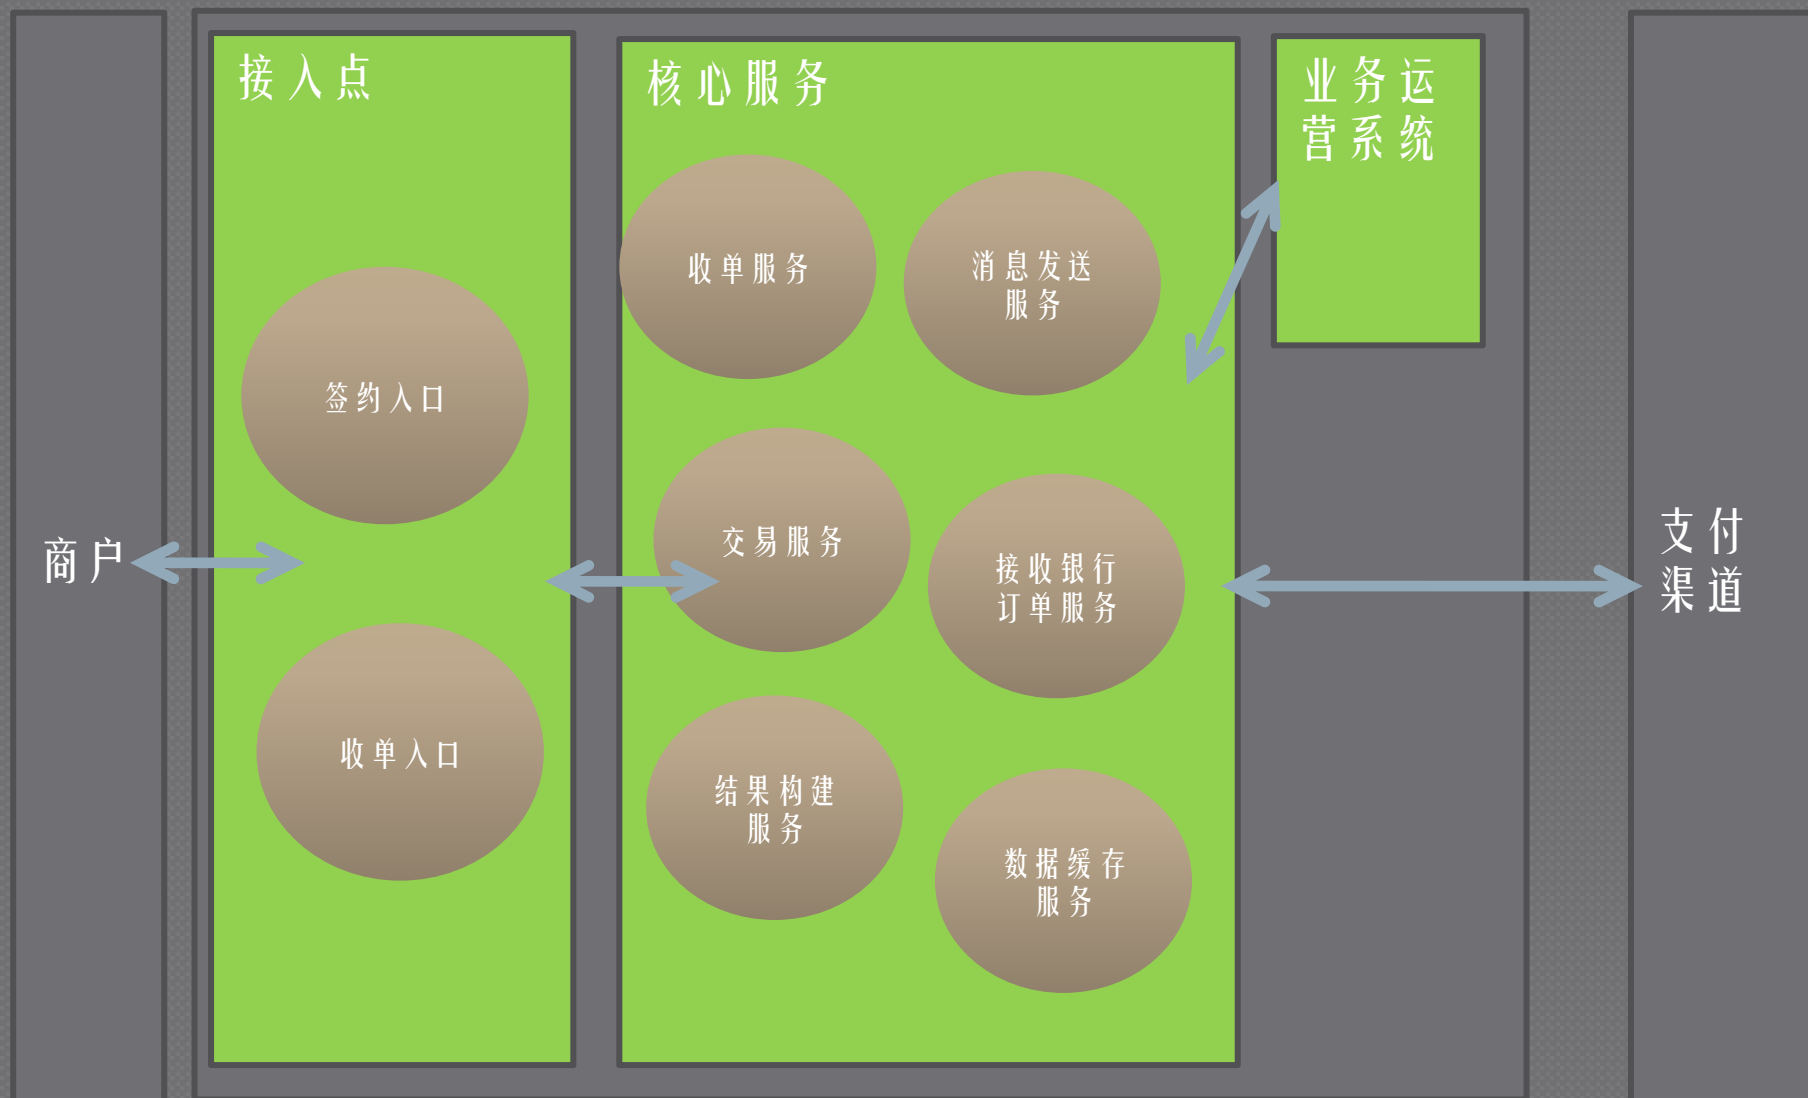 商户
接入点
签约入口
收单入口
核心服务
收单服务
消息发送
服务
交易服务
接收银行
订单服务
结果构建
服务
数据缓存
服务
业务运
营系统
支付
渠道